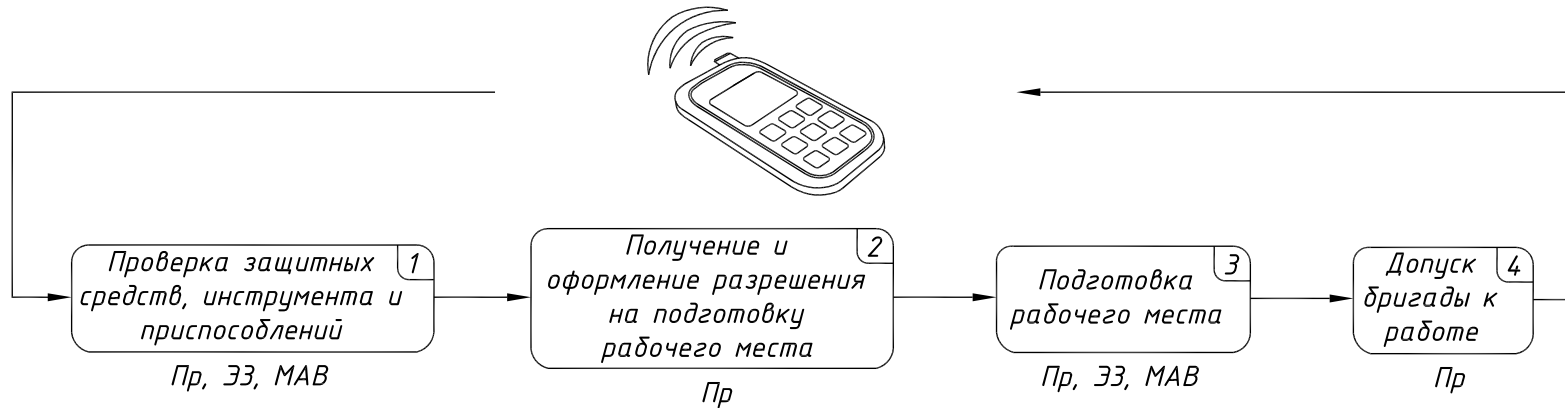 Проверка защитных
средств, инструмента и
приспособлений
1
Пр, ЭЗ, МАВ
Получение и
оформление разрешения
на подготовку
рабочего места
2
Пр
Подготовка
рабочего места
3
Пр, ЭЗ, МАВ
Допуск
бригады к
работе
4
Пр